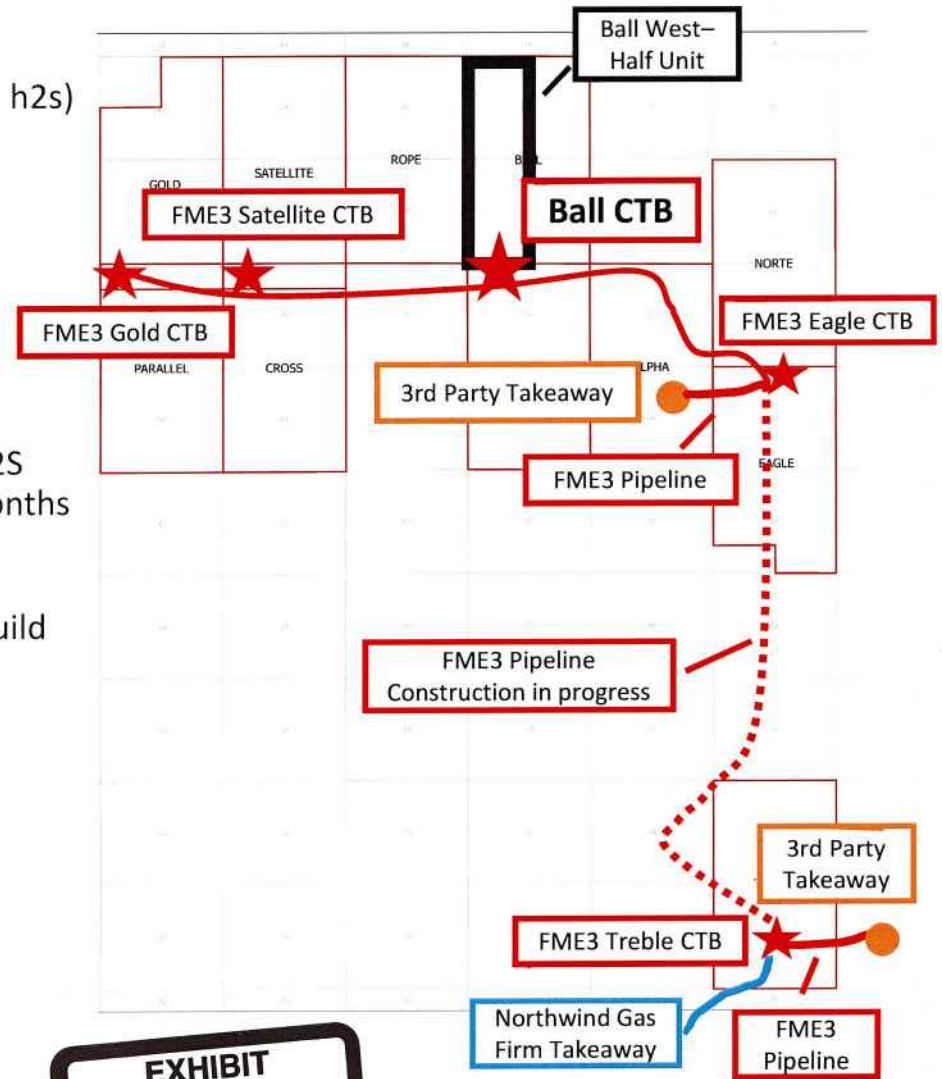 Ball West–
Half Unit
h2s)
ROPE
SATELLITE
GOLD
FME3 Satellite CTB
Ball CTB
NORTE
FME3 Gold CTB
FME3 Eagle CTB
PARALLEL
CROSS
LPHA
3rd Party Takeaway
2S
onths
FME3 Pipeline
EAGLE
uild
FME3 Pipeline
Construction in progress
3rd Party
Takeaway
FME3 Treble CTB
Northwind Gas
Firm Takeaway
FME3
Pipeline
EXHIBIT